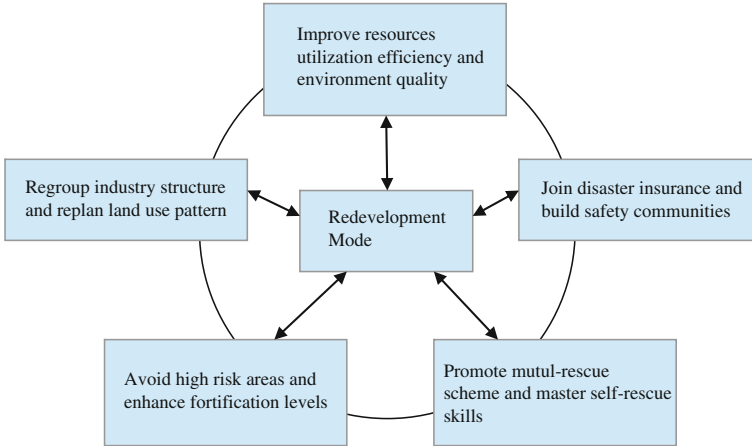 Improve resources
utilization efficiency and
environment quality
Regroup industry structure
and replan land use pattern
Redevelopment
Mode
Join disaster insurance and
build safety communities
Avoid high risk areas and
enhance fortification levels
Promote mutul-rescue
scheme and master self-rescue
skills